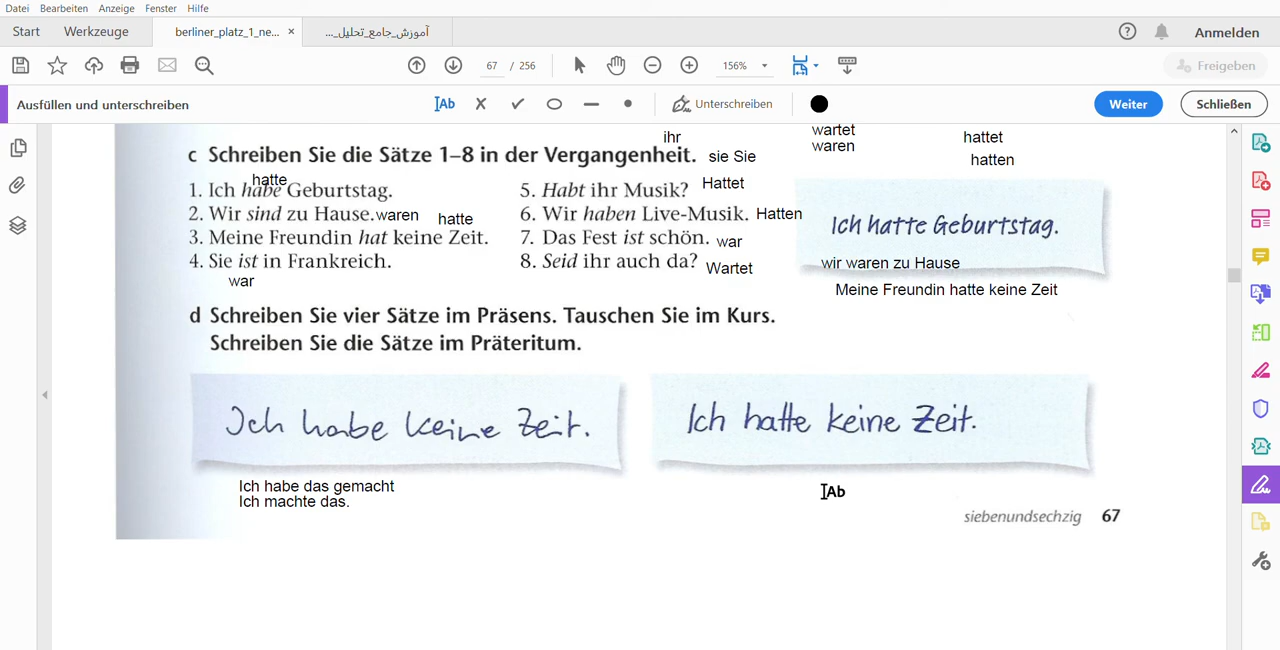 Datei Bearbeiten Anzeige Fenster Hilfe
Start Werkzeuge berliner_platz_1_ne... × آموزش_جامع_تحلیل_... Anmelden
67 / 256 156% Freigeben
Ausfüllen und unterschreiben Ab Unterschreiben Weiter Schließen
ihr wartet hattet
waren
c Schreiben Sie die Sätze 1–8 in der Vergangenheit. sie Sie hatten
hatte
1. Ich habe Geburtstag. 5. Habt ihr Musik? Hattet
2. Wir sind zu Hause. waren hatte 6. Wir haben Live-Musik. Hatten
Ich hatte Geburtstag.
3. Meine Freundin hat keine Zeit. 7. Das Fest ist schön. war
4. Sie ist in Frankreich. 8. Seid ihr auch da? Wartet
wir waren zu Hause
war
Meine Freundin hatte keine Zeit
d Schreiben Sie vier Sätze im Präsens. Tauschen Sie im Kurs.
Schreiben Sie die Sätze im Präteritum.
Ich habe keine Zeit. Ich hatte keine Zeit.
Ich habe das gemacht
Ich machte das.
Ab
siebenundsechzig 67